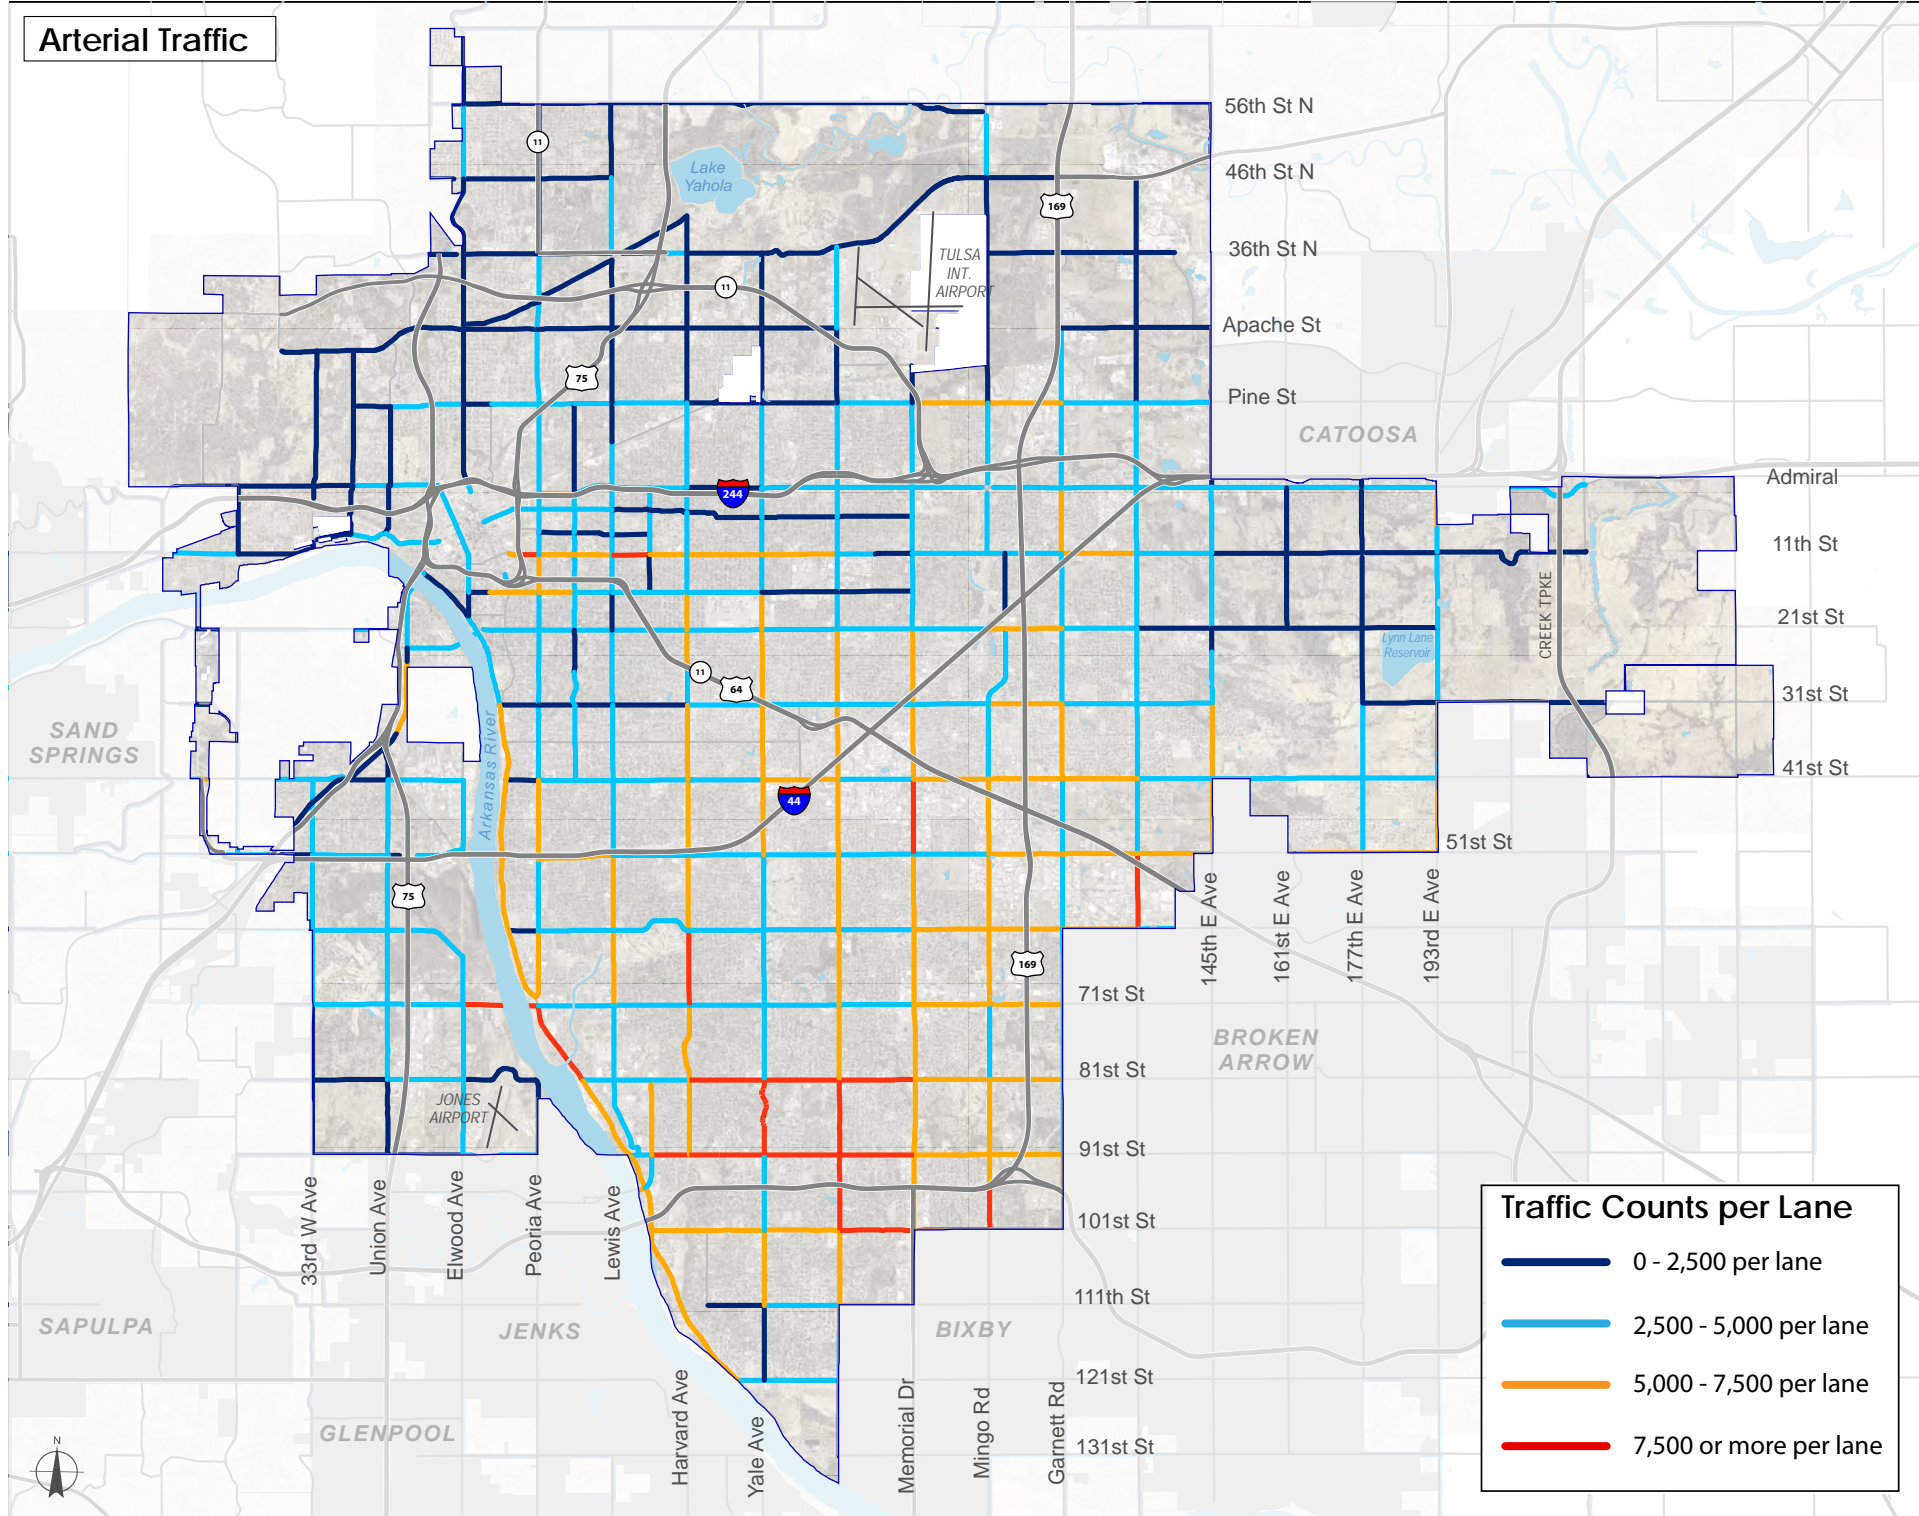 Arterial Traffic
56th St N
11
Lake
Yahola
46th St N
169
36th St N
TULSA
INT.
AIRPORT
11
Apache St
75
Pine St
CATOOSA
Admiral
244
11th St
CREEK TPKE
21st St
Lynn Lane
Reservoir
11
64
31st St
SAND
SPRINGS
Arkansas River
41st St
44
51st St
75
145th E Ave
161st E Ave
177th E Ave
193rd E Ave
169
71st St
BROKEN
ARROW
81st St
JONES
AIRPORT
91st St
33rd W Ave
Union Ave
Elwood Ave
Peoria Ave
Lewis Ave
101st St
111th St
SAPULPA
JENKS
BIXBY
121st St
Harvard Ave
Yale Ave
Memorial Dr
Mingo Rd
Garnett Rd
GLENPOOL
131st St
N
Traffic Counts per Lane
0 - 2,500 per lane
2,500 - 5,000 per lane
5,000 - 7,500 per lane
7,500 or more per lane